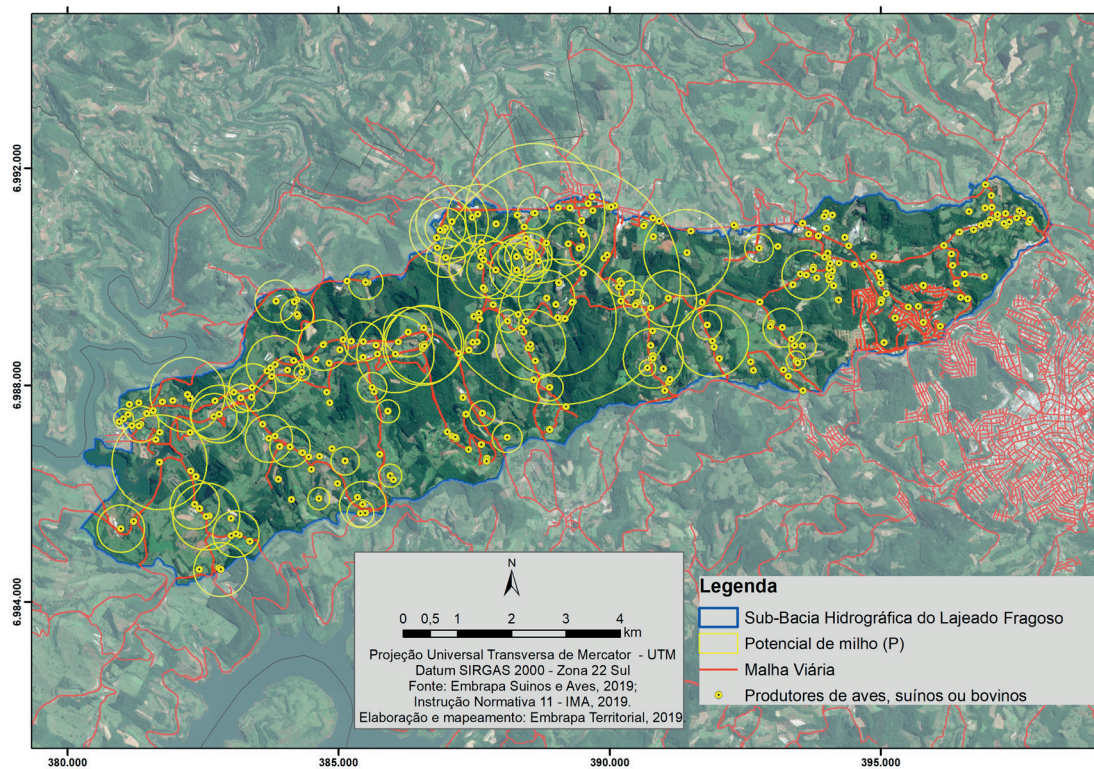 6.992.000
6.988.000
6.984.000
N
0 0,5 1 2 3 4
km
Projeção Universal Transversa de Mercator - UTM
Datum SIRGAS 2000 - Zona 22 Sul
Fonte: Embrapa Suinos e Aves, 2019;
Instrução Normativa 11 - IMA, 2019.
Elaboração e mapeamento: Embrapa Territorial, 2019.
Legenda
Sub-Bacia Hidrográfica do Lajeado Fragoso
Potencial de milho (P)
Malha Viária
Produtores de aves, suínos ou bovinos
380.000 385.000 390.000 395.000